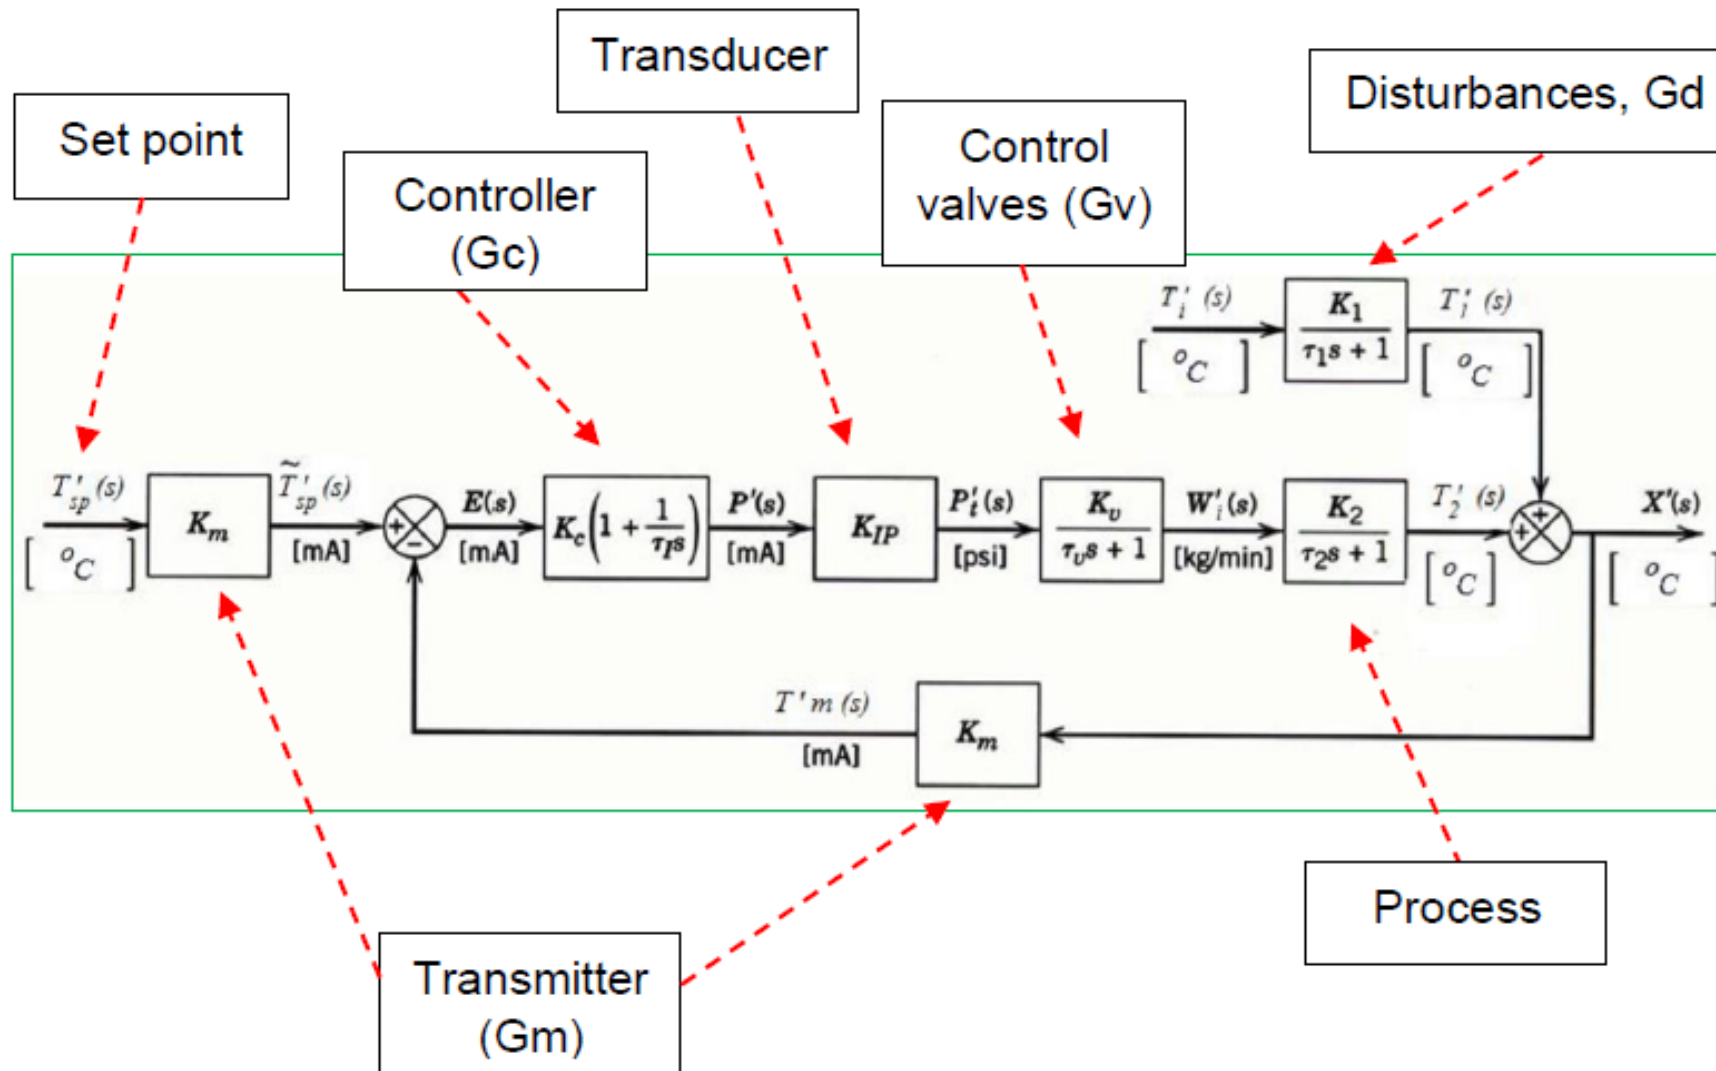 Transducer
Disturbances, Gd
Set point
Control
valves (Gv)
Controller
(Gc)
T'i (s)
[ °C ]
K1
τ1s + 1
T'1 (s)
[ °C ]
T'sp (s)
[ °C ]
Km
T̃'sp (s)
[mA]
+
−
E(s)
[mA]
Kc(1 + 1/τIs)
P'(s)
[mA]
KIP
P't(s)
[psi]
Kv
τvs + 1
W'i(s)
[kg/min]
K2
τ2s + 1
T'2 (s)
[°C]
+
+
X'(s)
[ °C ]
T'm (s)
[mA]
Km
Process
Transmitter
(Gm)